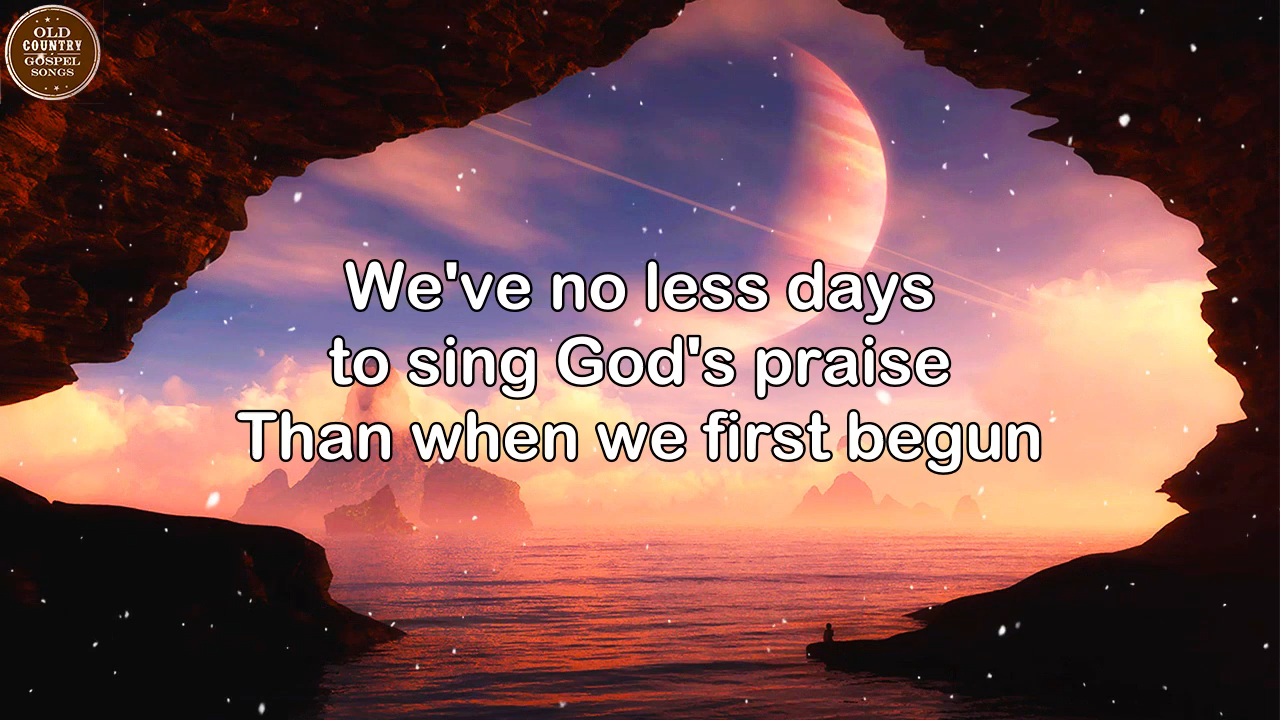 OLD
COUNTRY
GOSPEL
SONGS
We've no less days
to sing God's praise
Than when we first begun